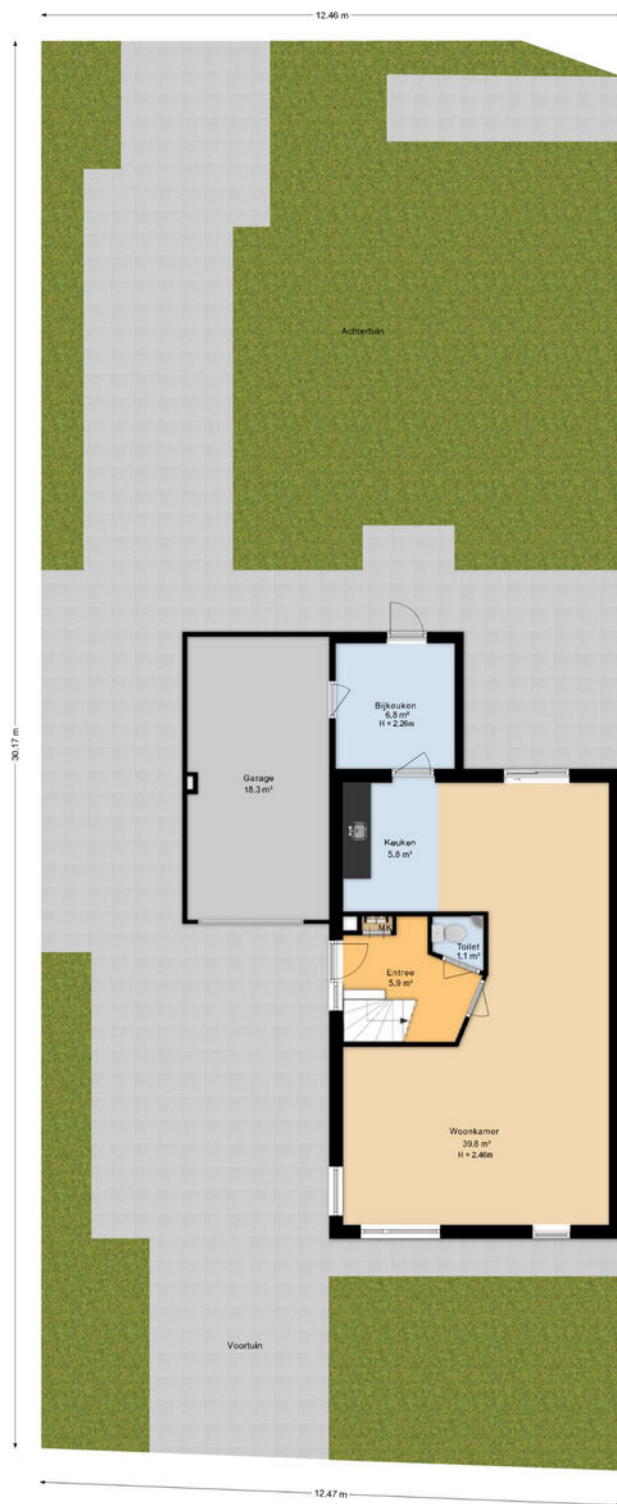 12.46 m
Achtertuin
30.17 m
Bijkeuken
6.8 m²
H = 2.26m
Garage
18.3 m²
Keuken
5.8 m²
MK
Toilet
1.1 m²
Entree
5.9 m²
Woonkamer
39.8 m²
H = 2.46m
Voortuin
12.47 m